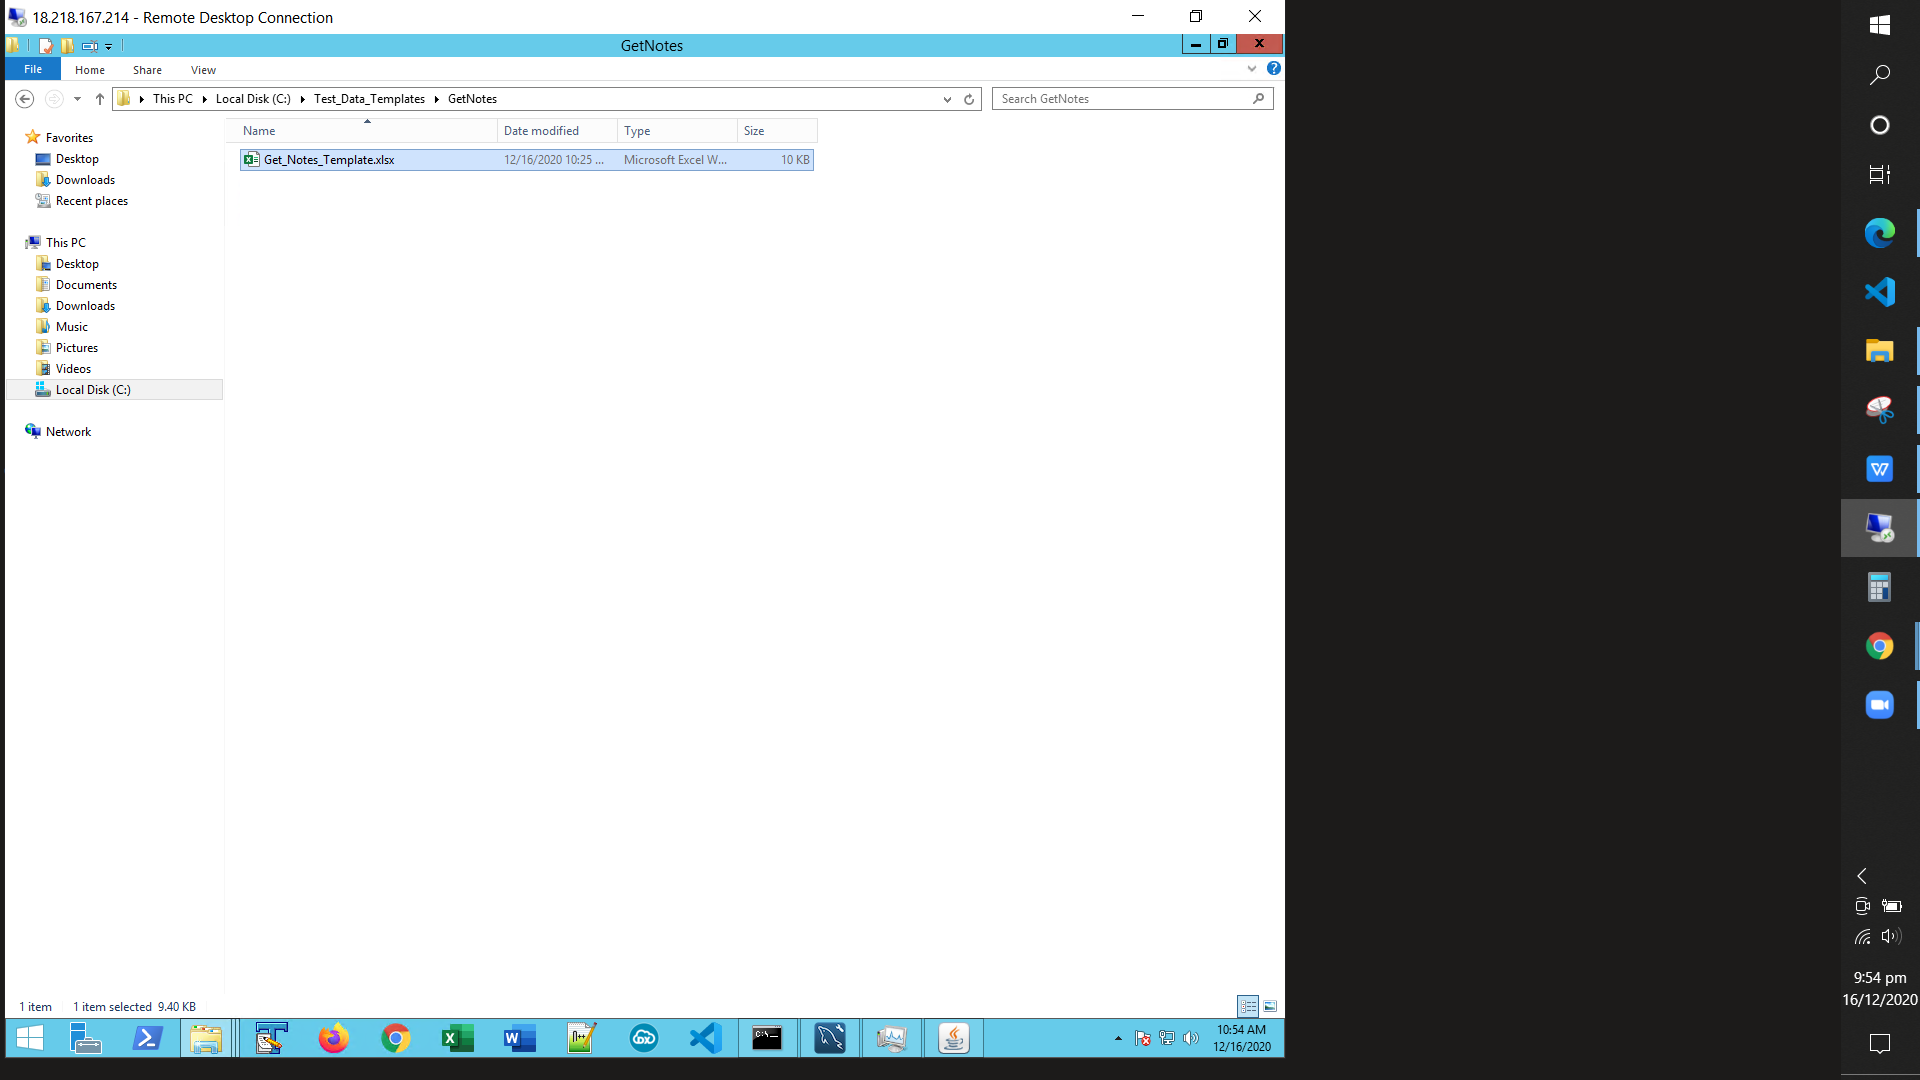 18.218.167.214 - Remote Desktop Connection
GetNotes
File Home Share View
This PC Local Disk (C:) Test_Data_Templates GetNotes
Search GetNotes
Name Date modified Type Size
Get_Notes_Template.xlsx 12/16/2020 10:25 ... Microsoft Excel W... 10 KB
Favorites
Desktop
Downloads
Recent places
This PC
Desktop
Documents
Downloads
Music
Pictures
Videos
Local Disk (C:)
Network
1 item 1 item selected 9.40 KB
10:54 AM
12/16/2020
9:54 pm
16/12/2020